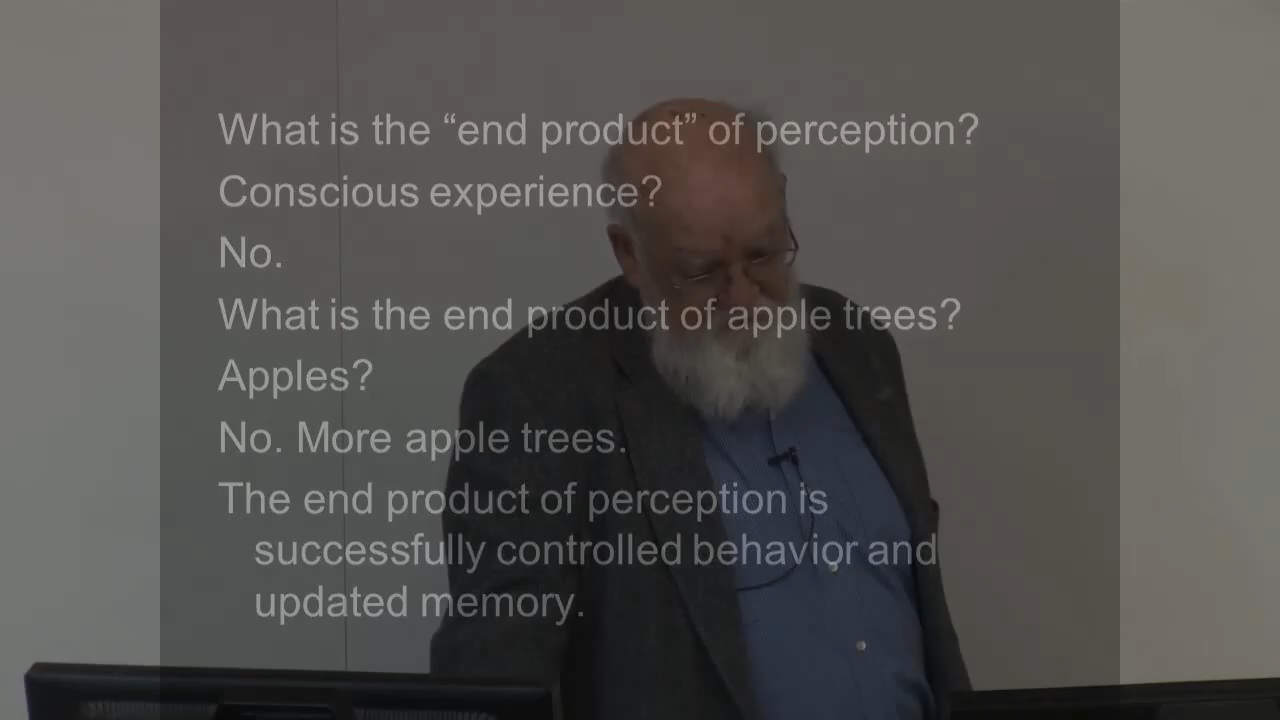 What is the “end product” of perception?
Conscious experience?
No.
What is the end product of apple trees?
Apples?
No. More apple trees.
The end product of perception is
successfully controlled behavior and
updated memory.